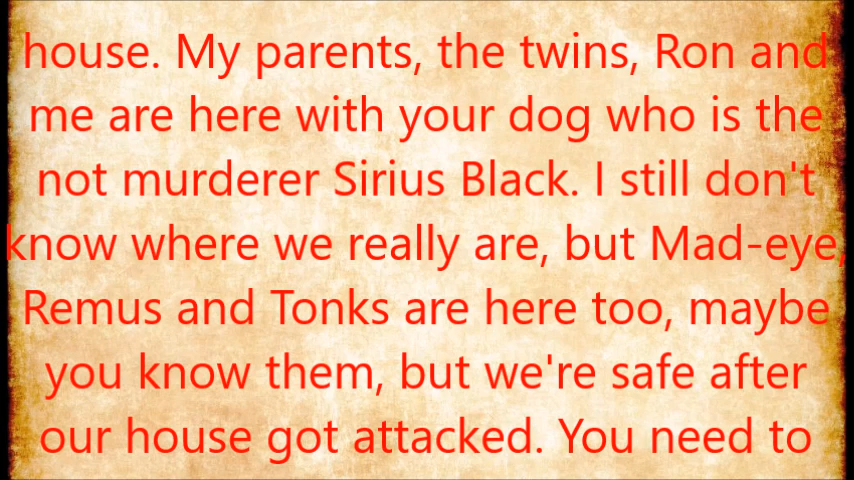 house. My parents, the twins, Ron and
me are here with your dog who is the
not murderer Sirius Black. I still don't
know where we really are, but Mad-eye,
Remus and Tonks are here too, maybe
you know them, but we're safe after
our house got attacked. You need to